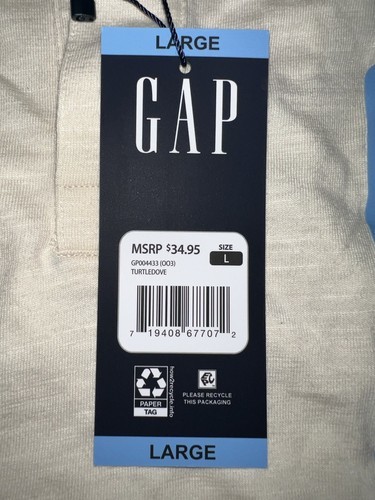 LARGE
GAP
MSRP $34.95
SIZE
L
GP004433 (OO3)
TURTLEDOVE
7 19408 67707 2
how2recycle.info
PAPER
TAG
PLEASE RECYCLE
THIS PACKAGING
LARGE